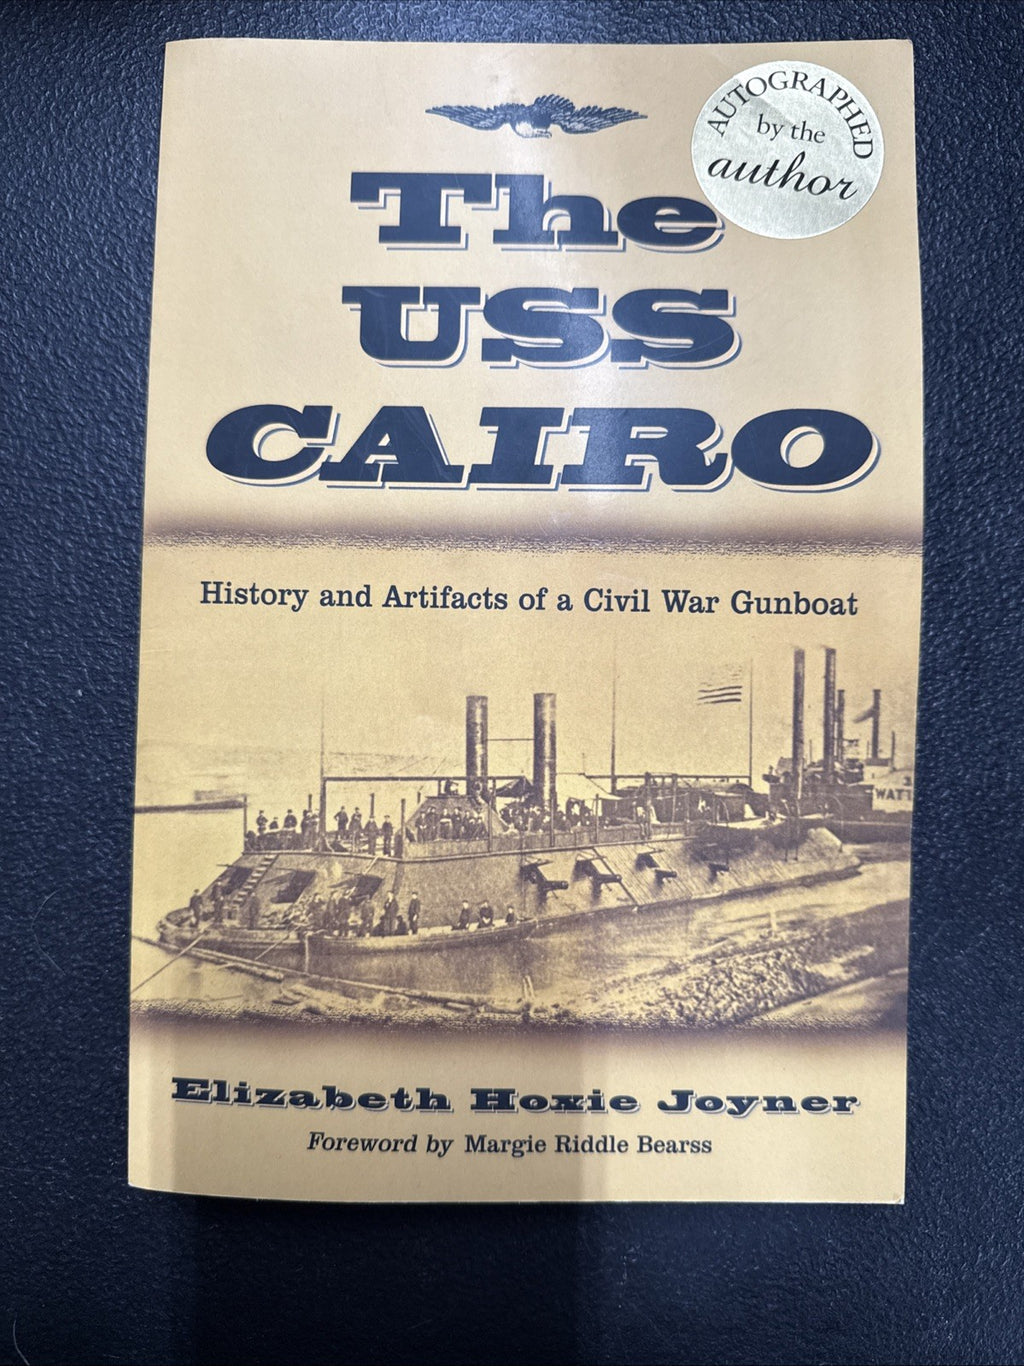 AUTOGRAPHED
by the
author
The
USS
CAIRO
History and Artifacts of a Civil War Gunboat
WATT
Elizabeth Hoxie Joyner
Foreword by Margie Riddle Bearss